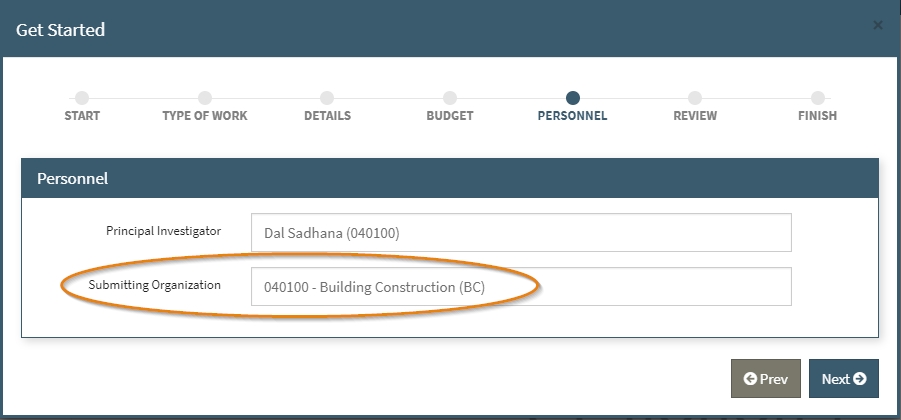 Get Started
×
START TYPE OF WORK DETAILS BUDGET PERSONNEL REVIEW FINISH
Personnel
Principal Investigator Dal Sadhana (040100)
Submitting Organization 040100 - Building Construction (BC)
Prev Next